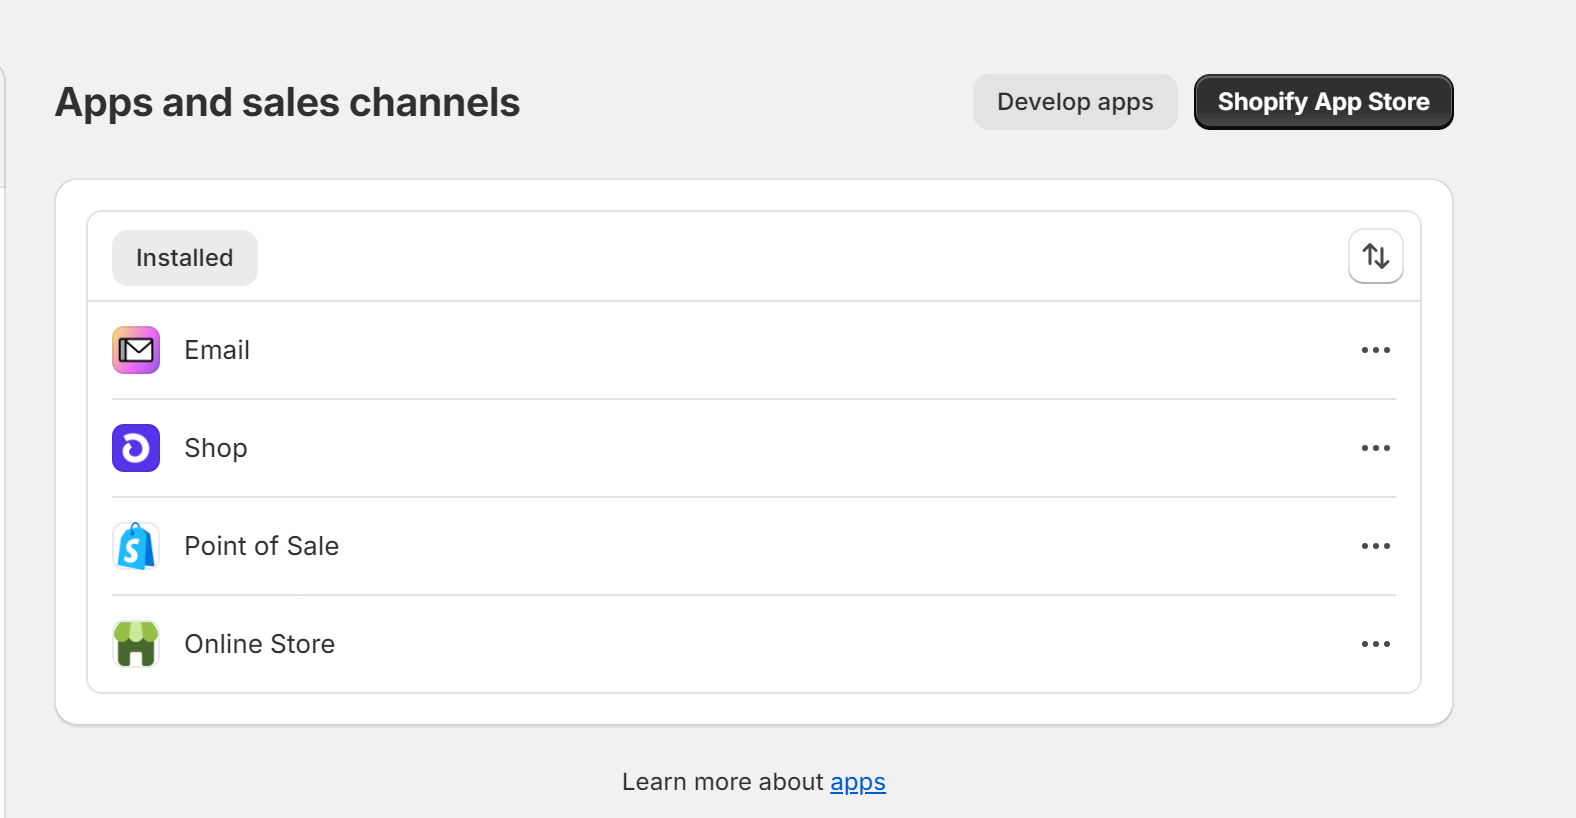 Apps and sales channels
Develop apps
Shopify App Store
Installed
Email
Shop
Point of Sale
Online Store
Learn more about apps